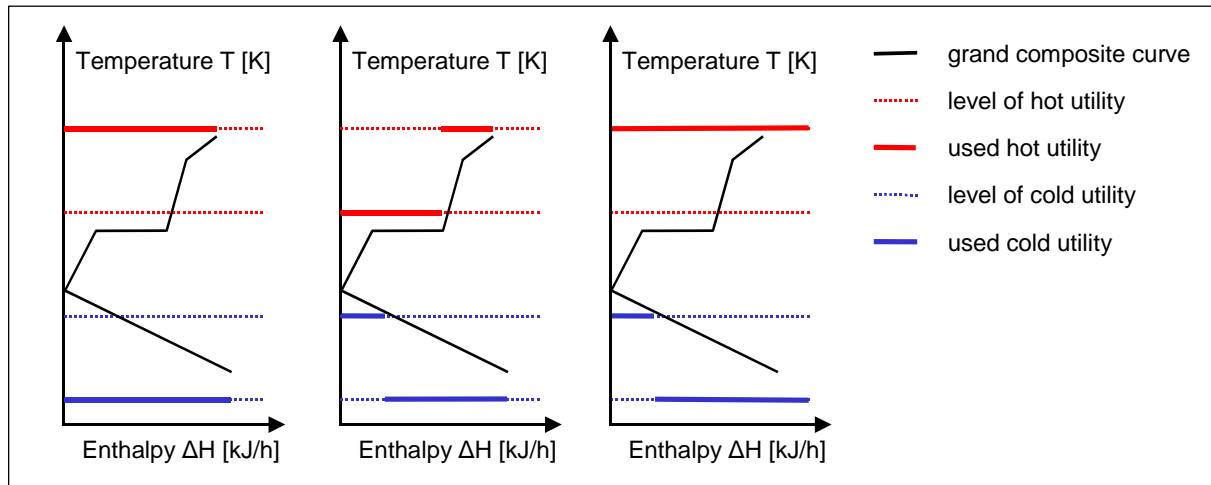 Temperature T [K]
Temperature T [K]
Temperature T [K]
grand composite curve
level of hot utility
used hot utility
level of cold utility
used cold utility
Enthalpy ΔH [kJ/h]
Enthalpy ΔH [kJ/h]
Enthalpy ΔH [kJ/h]